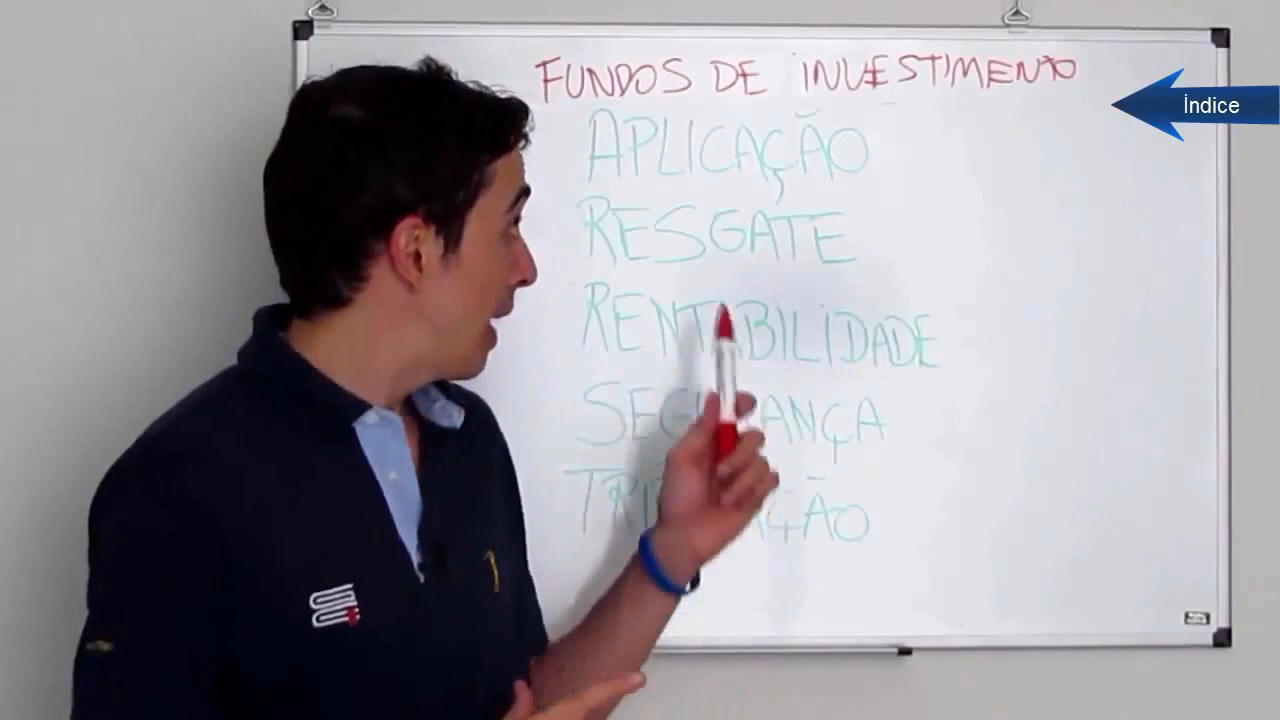 FUNDOS DE INVESTIMENTO
Índice
APLICAÇÃO
RESGATE
RENTABILIDADE